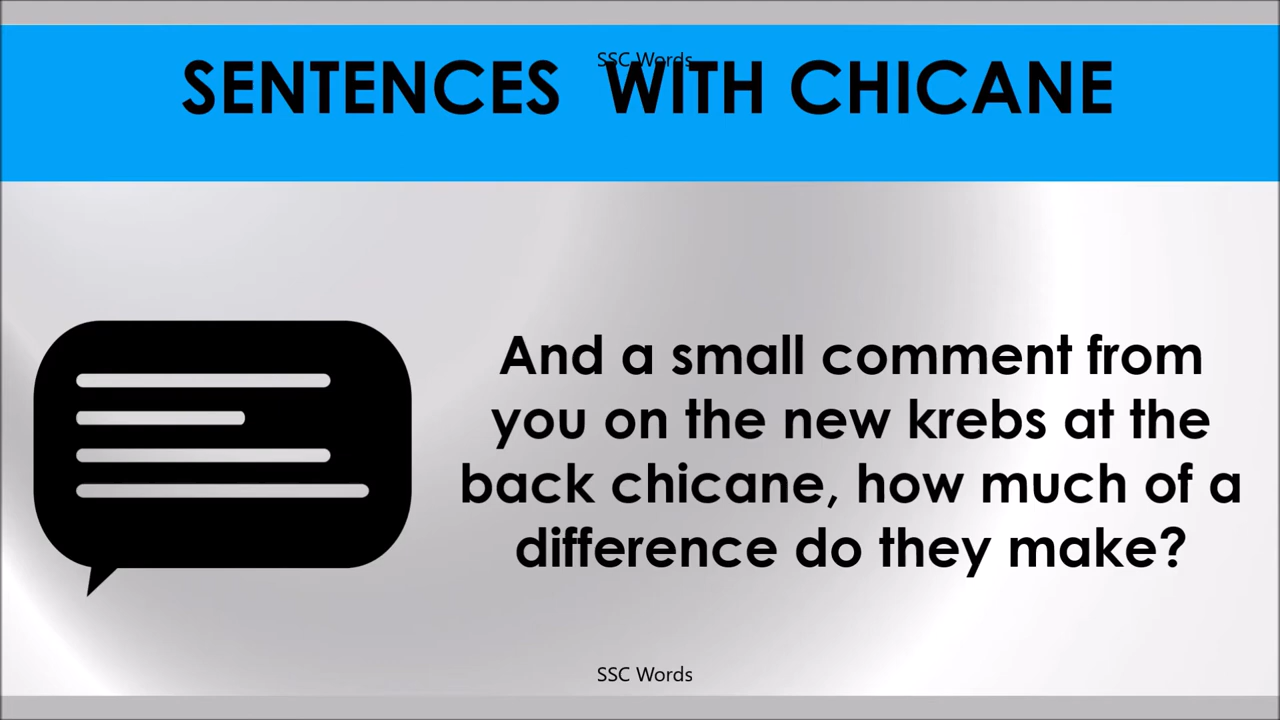 SSC Words
SENTENCES WITH CHICANE
And a small comment from
you on the new krebs at the
back chicane, how much of a
difference do they make?
SSC Words